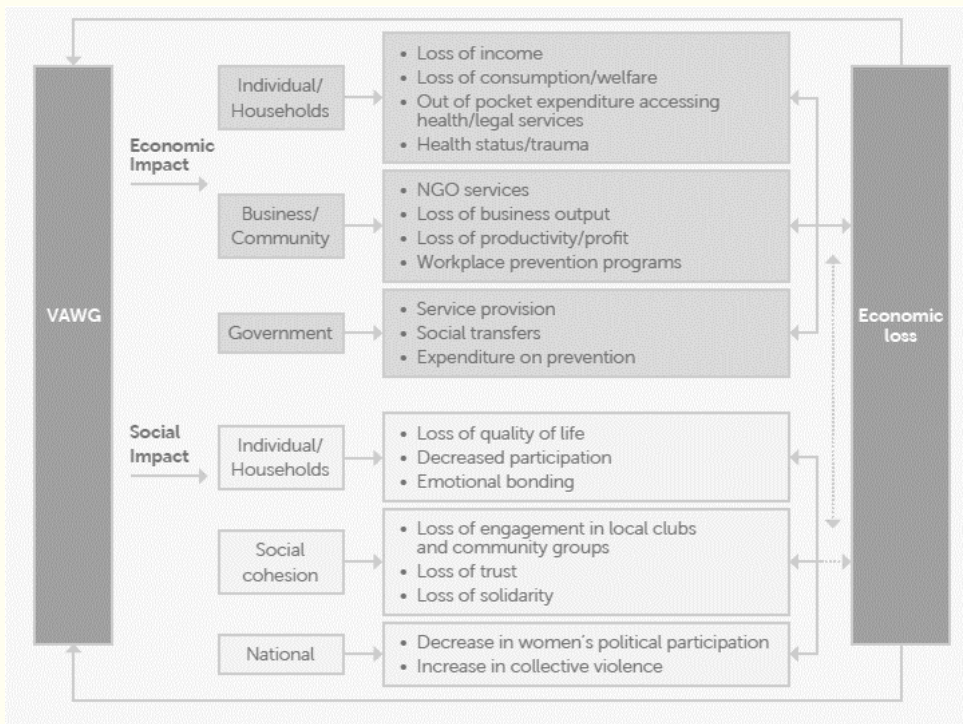 VAWG
Economic
Impact
Individual/
Households
• Loss of income
• Loss of consumption/welfare
• Out of pocket expenditure accessing
health/legal services
• Health status/trauma
Business/
Community
• NGO services
• Loss of business output
• Loss of productivity/profit
• Workplace prevention programs
Government
• Service provision
• Social transfers
• Expenditure on prevention
Social
Impact
Individual/
Households
• Loss of quality of life
• Decreased participation
• Emotional bonding
Social
cohesion
• Loss of engagement in local clubs
and community groups
• Loss of trust
• Loss of solidarity
National
• Decrease in women's political participation
• Increase in collective violence
Economic
loss